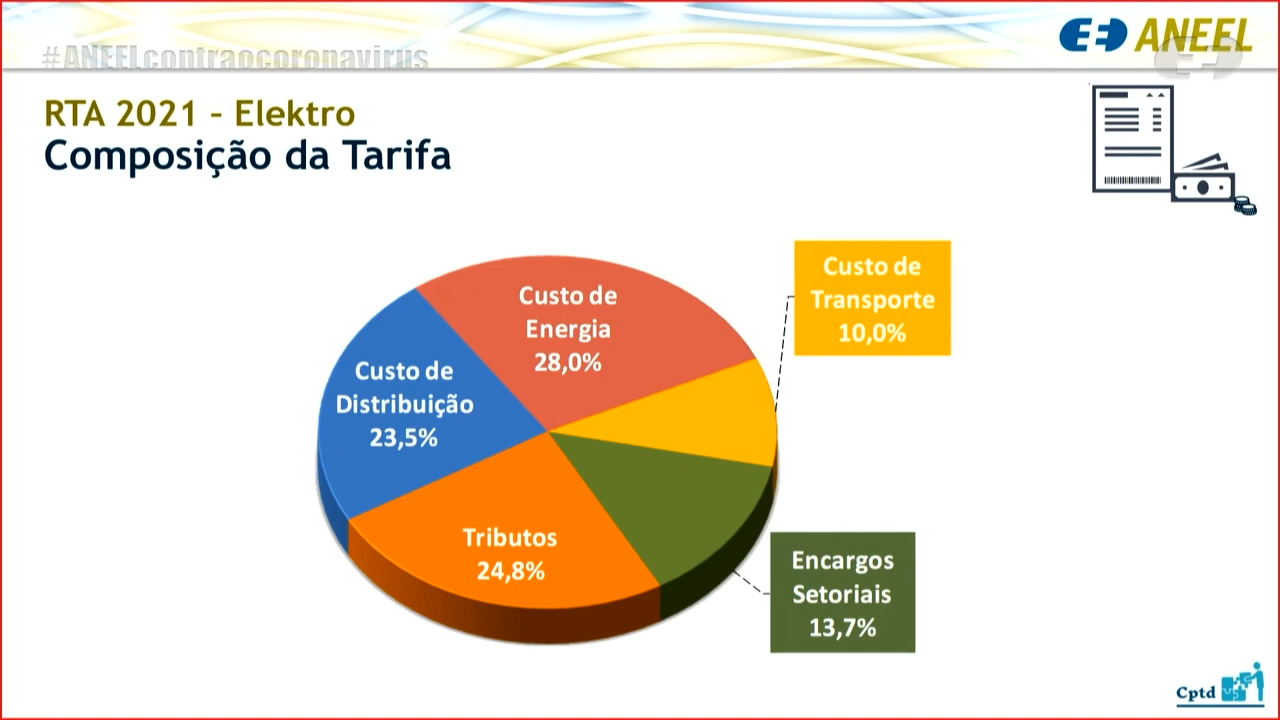 #ANEELcontraocoronavirus
ANEEL
RTA 2021 – Elektro
Composição da Tarifa
Custo de
Transporte
10,0%
Custo de
Energia
28,0%
Custo de
Distribuição
23,5%
Tributos
24,8%
Encargos
Setoriais
13,7%
Cptd